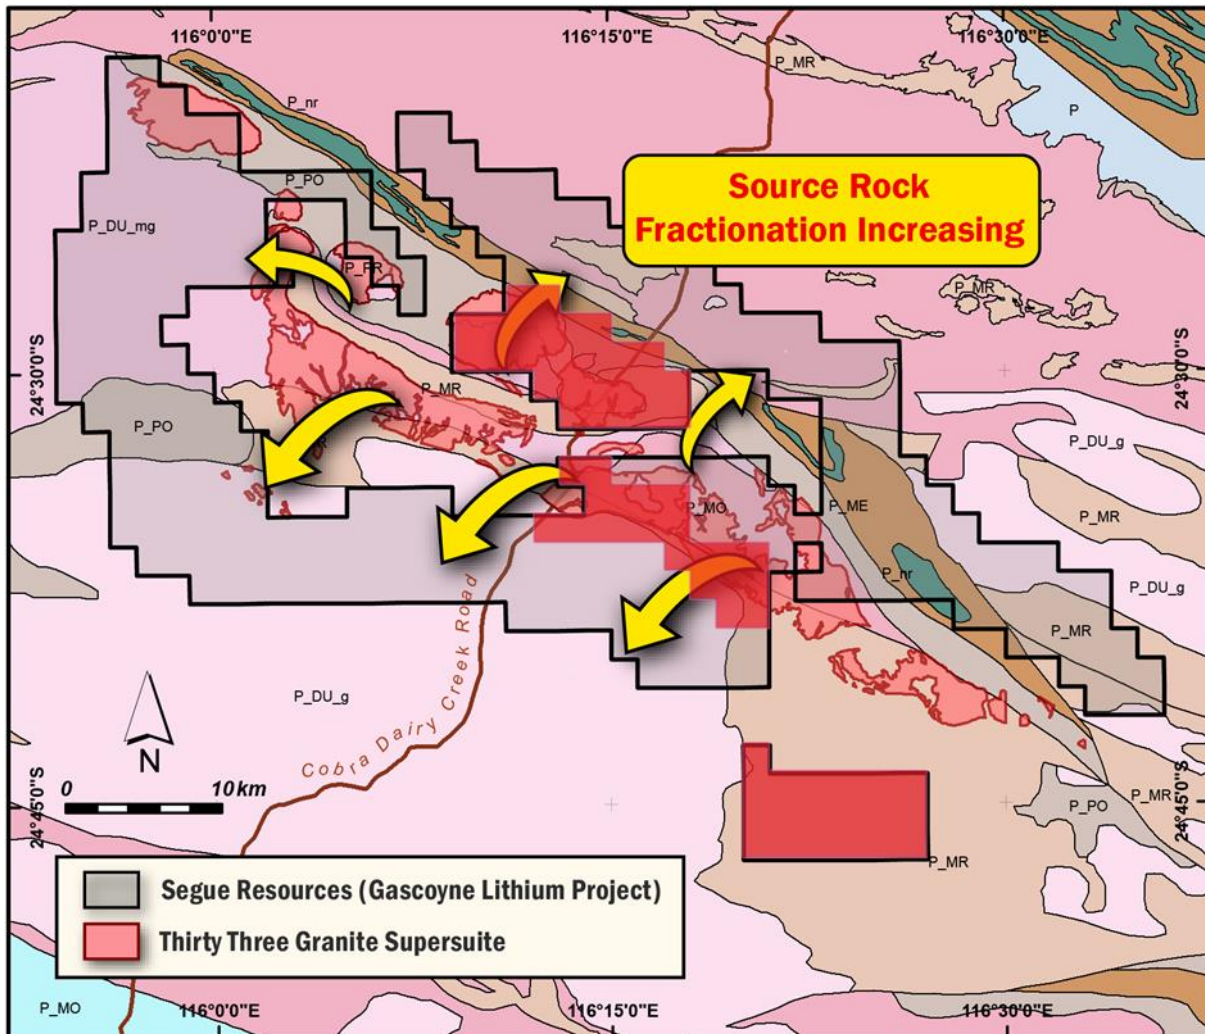 116°0'0"E
116°15'0"E
116°30'0"E
P_MR
P_nr
P
P_PO
Source Rock
Fractionation Increasing
P_DU_mg
P_PR
P_MR
24°30'0"S
24°30'0"S
P_MR
P_PO
P_DU_g
P_MO
P_ME
P_MR
P_nr
P_DU_g
P_MR
P_DU_g
Cobra Dairy Creek Road
N
0 10km
24°45'0"S
24°45'0"S
P_MR
P_PO
P_MR
Segue Resources (Gascoyne Lithium Project)
Thirty Three Granite Supersuite
P_MO
116°0'0"E
116°15'0"E
116°30'0"E